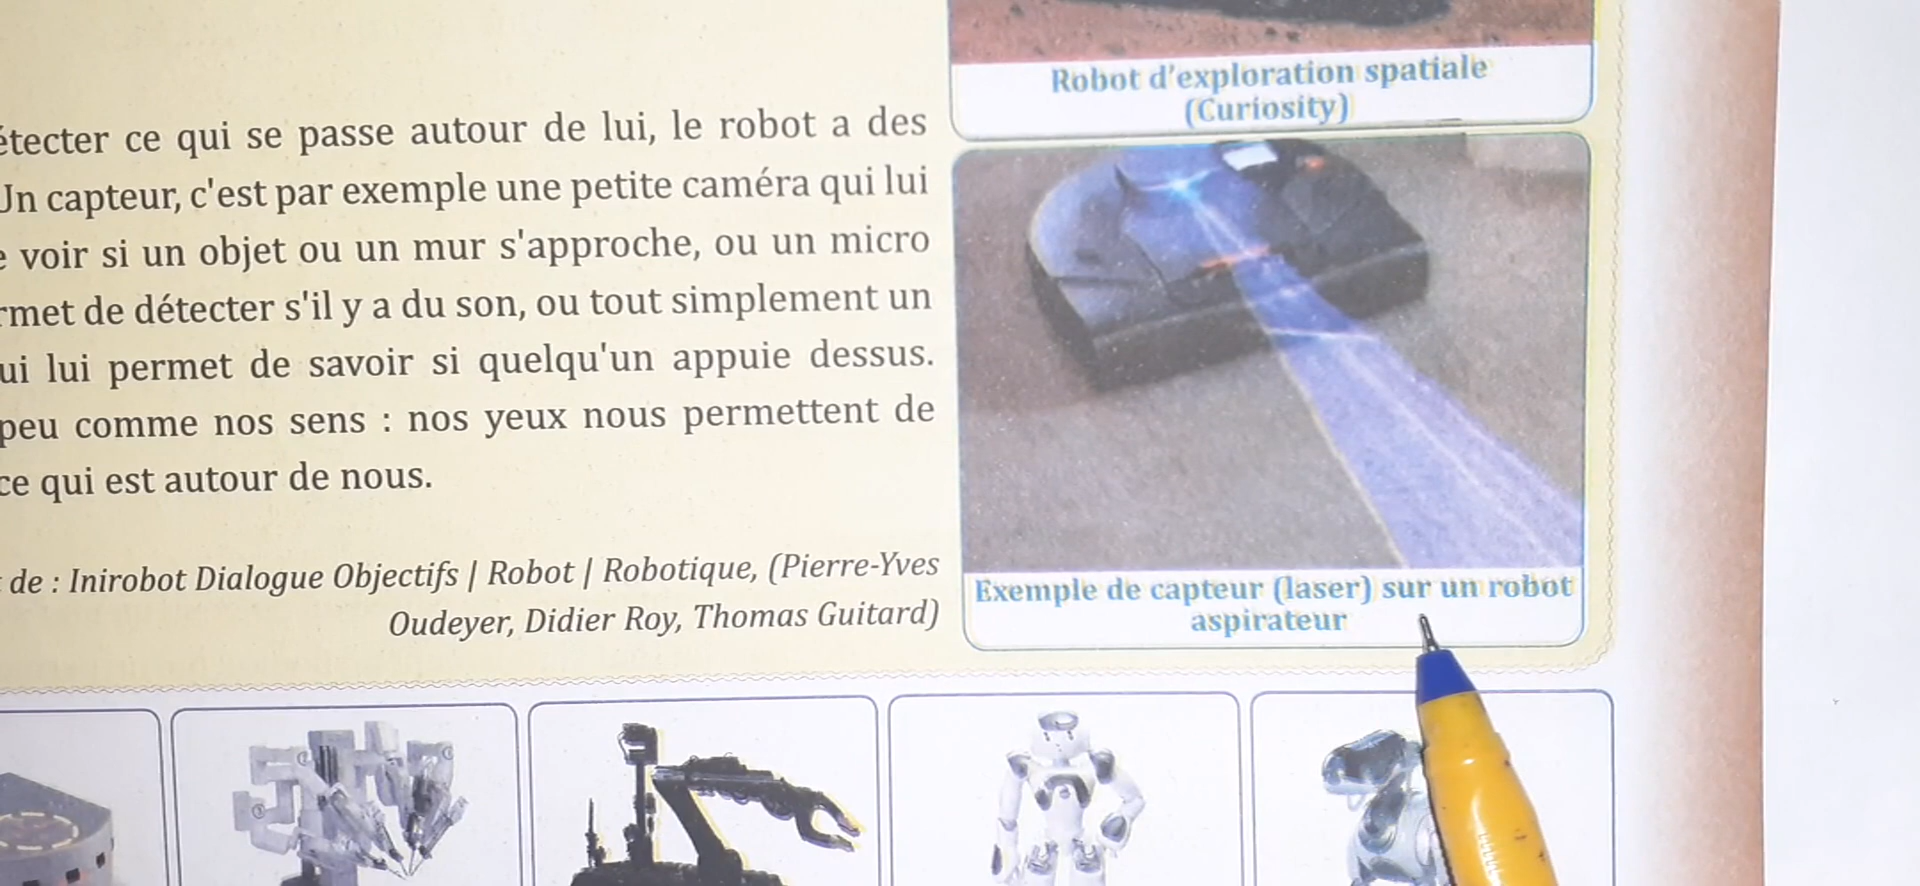 Robot d'exploration spatiale
(Curiosity)
étecter ce qui se passe autour de lui, le robot a des
Un capteur, c'est par exemple une petite caméra qui lui
e voir si un objet ou un mur s'approche, ou un micro
rmet de détecter s'il y a du son, ou tout simplement un
ui lui permet de savoir si quelqu'un appuie dessus.
peu comme nos sens : nos yeux nous permettent de
ce qui est autour de nous.
de : Inirobot Dialogue Objectifs | Robot | Robotique, (Pierre-Yves
Oudeyer, Didier Roy, Thomas Guitard)
Exemple de capteur (laser) sur un robot
aspirateur